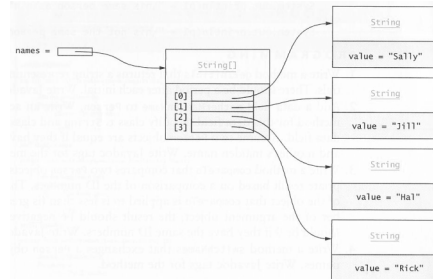 names =
String[]
[0]
[1]
[2]
[3]
String
value = "Sally"
String
value = "Jill"
String
value = "Hal"
String
value = "Rick"